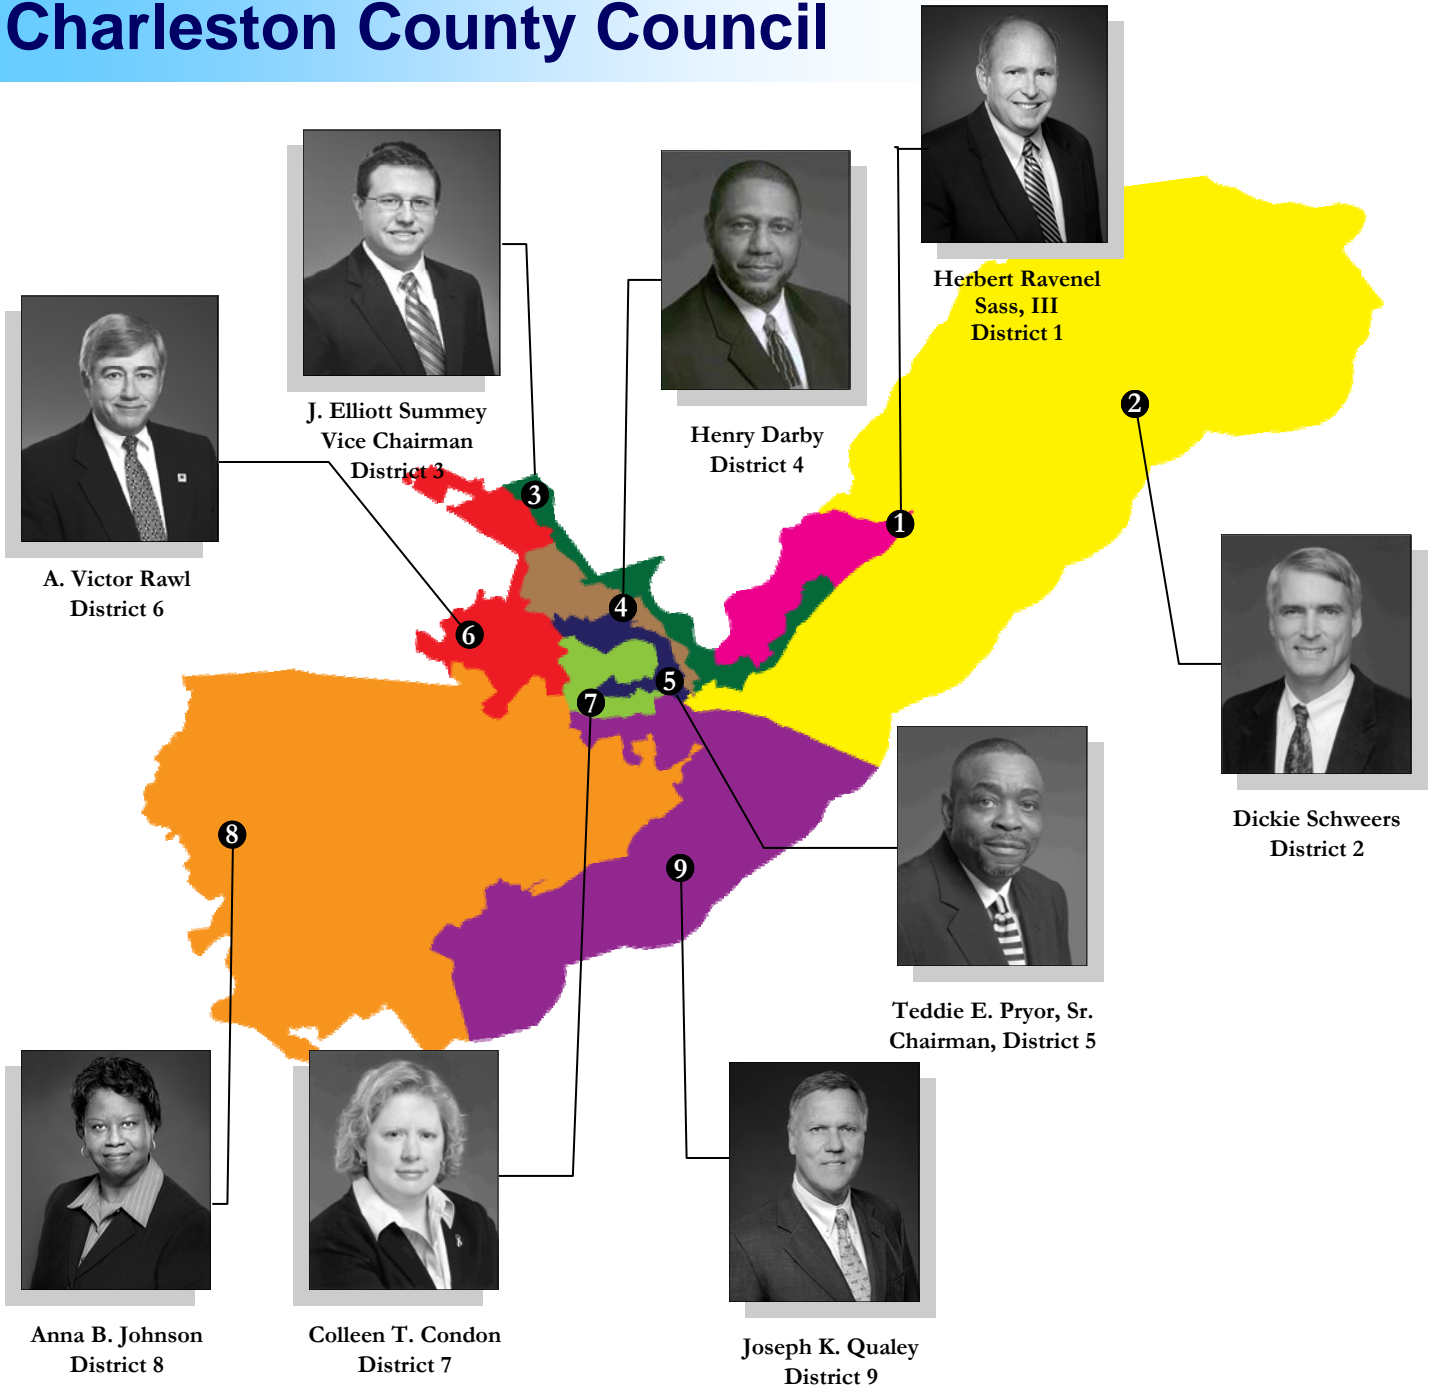 Charleston County Council
Herbert Ravenel
Sass, III
District 1
J. Elliott Summey
Vice Chairman
District 3
Henry Darby
District 4
2
3
1
A. Victor Rawl
District 6
4
6
5
7
Dickie Schweers
District 2
8
9
Teddie E. Pryor, Sr.
Chairman, District 5
Anna B. Johnson
District 8
Colleen T. Condon
District 7
Joseph K. Qualey
District 9